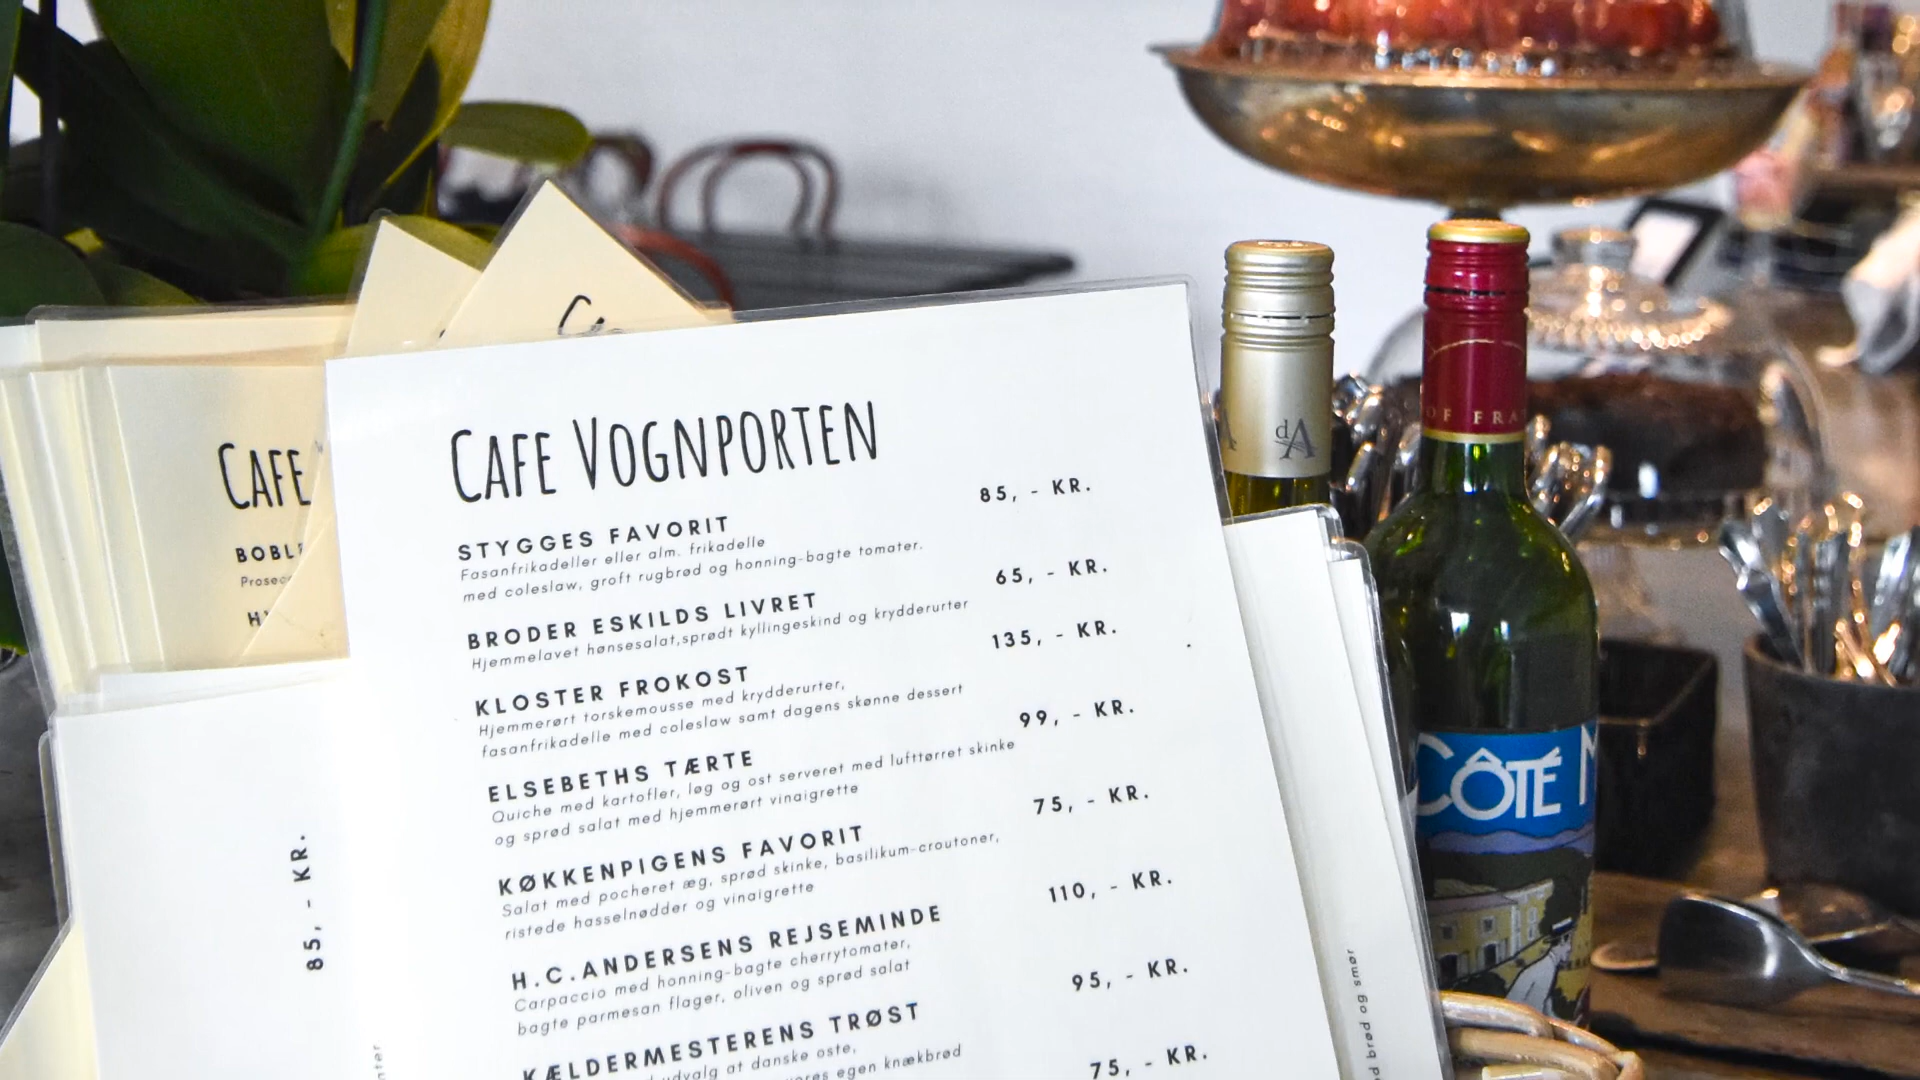 CAFE VOGNPORTEN
STYGGES FAVORIT 85,- KR.
Fasanfrikadeller eller alm. frikadelle
med coleslaw, groft rugbrød og honning-bagte tomater.
BRODER ESKILDS LIVRET 65,- KR.
Hjemmelavet hønsesalat,sprødt kyllingeskind og krydderurter
KLOSTER FROKOST 135,- KR.
Hjemmerørt torskemousse med krydderurter,
fasanfrikadelle med coleslaw samt dagens skønne dessert
ELSEBETHS TÆRTE 99,- KR.
Quiche med kartofler, løg og ost serveret med lufttørret skinke
og sprød salat med hjemmerørt vinaigrette
KØKKENPIGENS FAVORIT 75,- KR.
Salat med pocheret æg, sprød skinke, basilikum-croutoner,
ristede hasselnødder og vinaigrette
H.C.ANDERSENS REJSEMINDE 110,- KR.
Carpaccio med honning-bagte cherrytomater,
bagte parmesan flager, oliven og sprød salat
KÆLDERMESTERENS TRØST 95,- KR.
udvalg at danske oste,
vores egen knækbrød
75,- KR.
CAFE
BOBL
Prosec
85,- KR.
brød og smør
dA
OF FRA
CÔTÉ